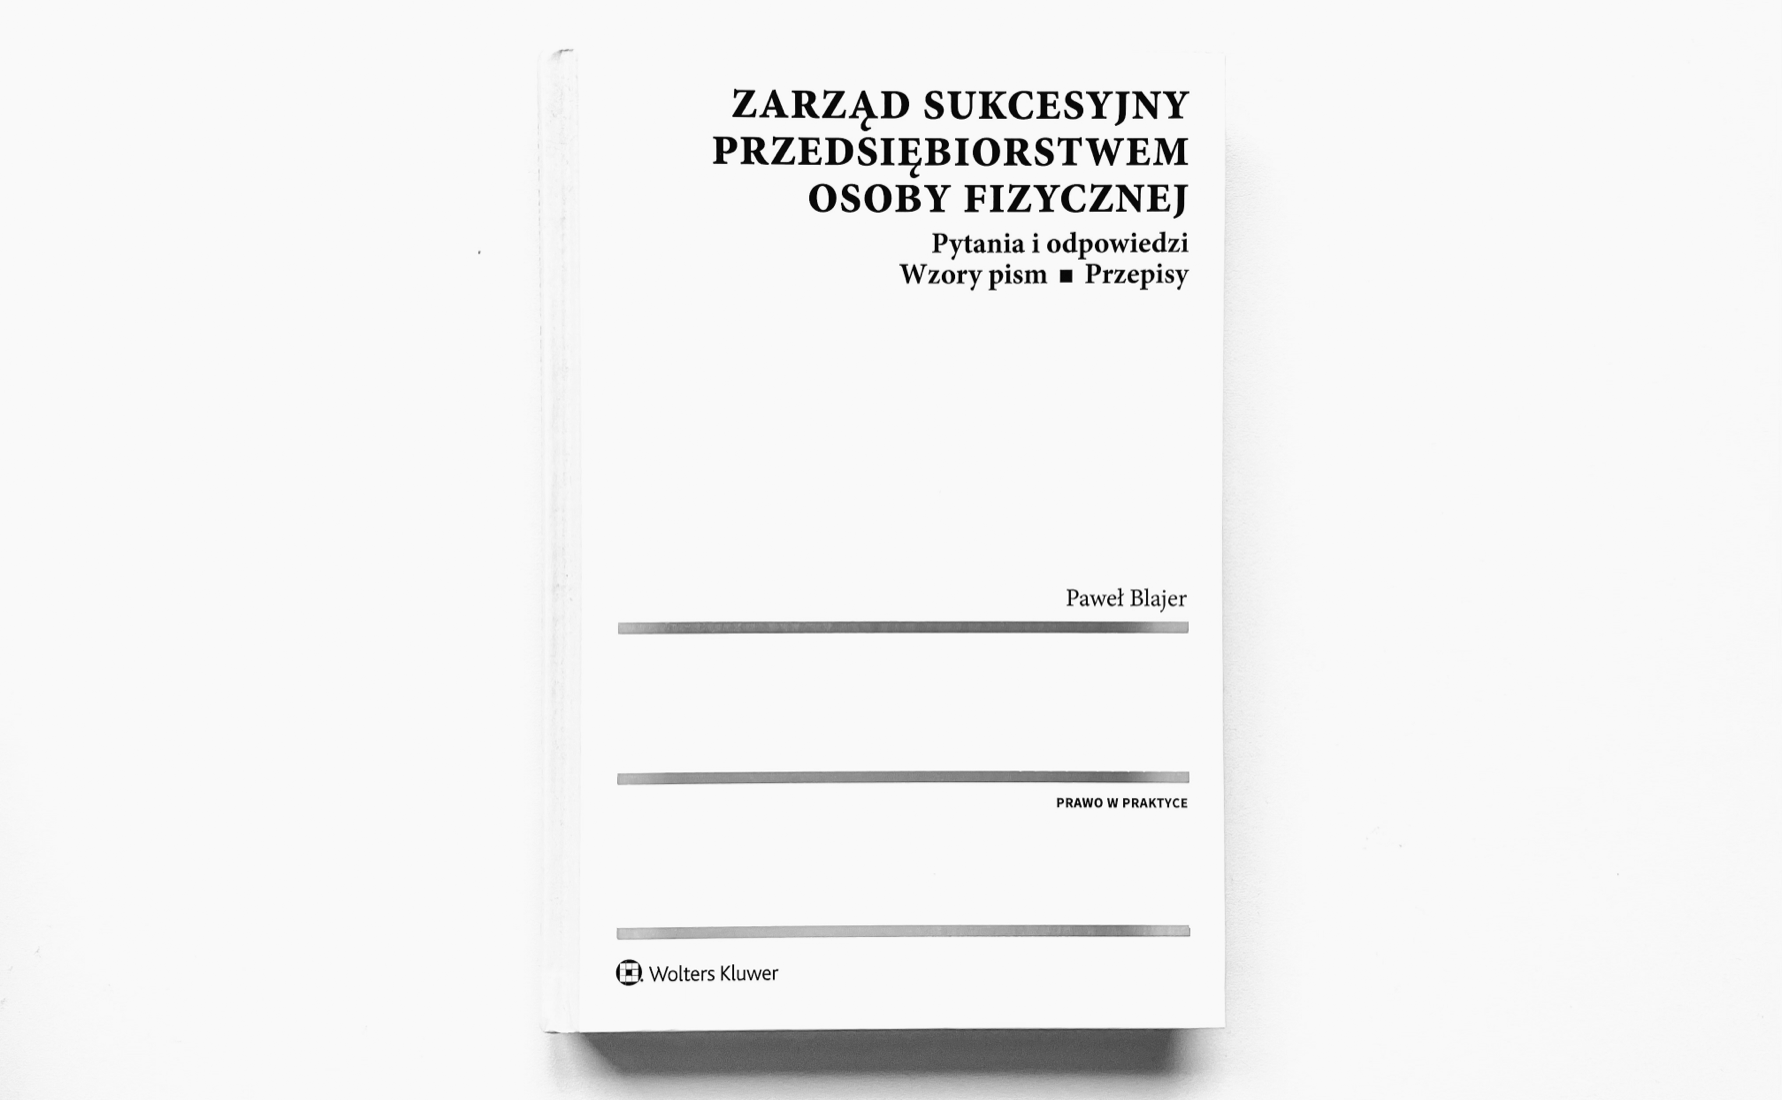 ZARZĄD SUKCESYJNY
PRZEDSIĘBIORSTWEM
OSOBY FIZYCZNEJ
Pytania i odpowiedzi
Wzory pism ■ Przepisy
Paweł Blajer
PRAWO W PRAKTYCE
Wolters Kluwer